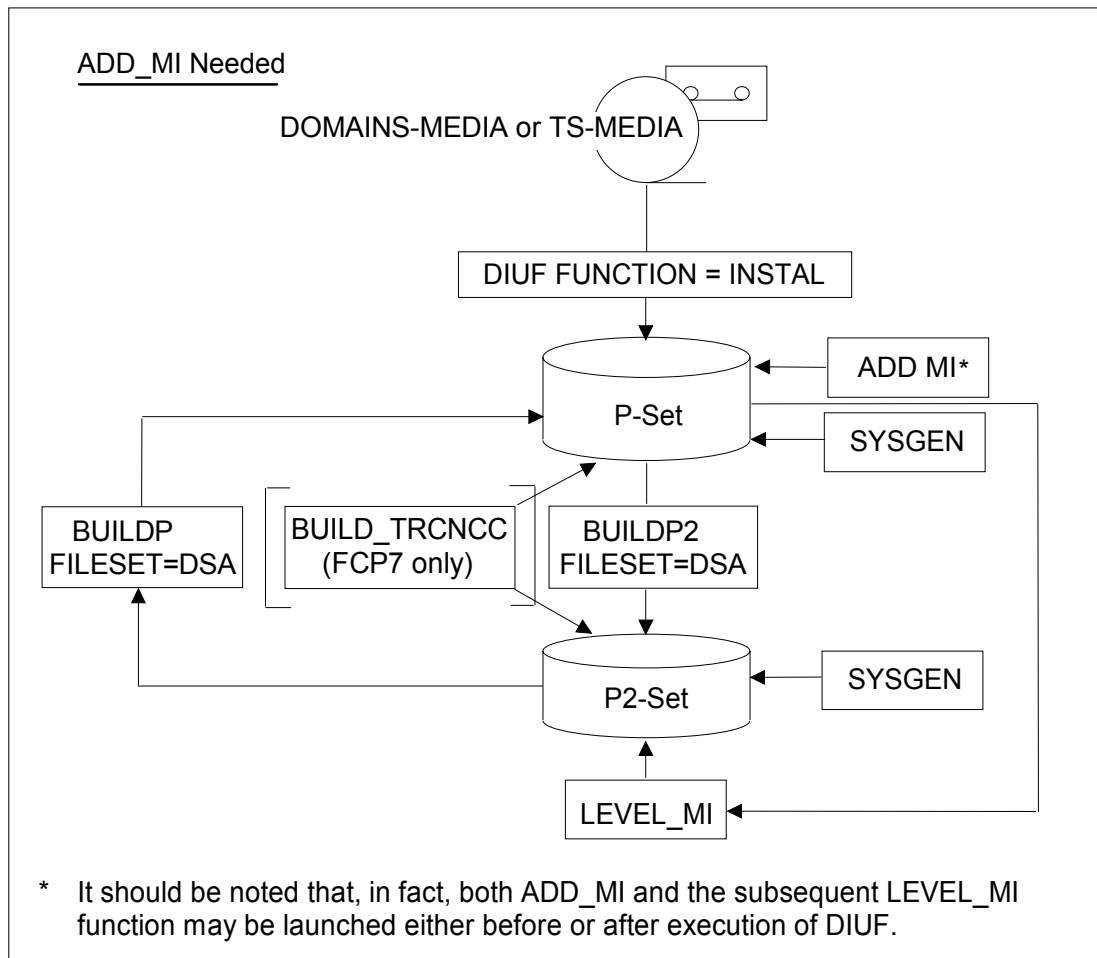 ADD_MI Needed
DOMAINS-MEDIA or TS-MEDIA
DIUF FUNCTION = INSTAL
ADD MI*
P-Set
SYSGEN
BUILDP
FILESET=DSA
BUILD_TRCNCC
(FCP7 only)
BUILDP2
FILESET=DSA
P2-Set
SYSGEN
LEVEL_MI
* It should be noted that, in fact, both ADD_MI and the subsequent LEVEL_MI
function may be launched either before or after execution of DIUF.